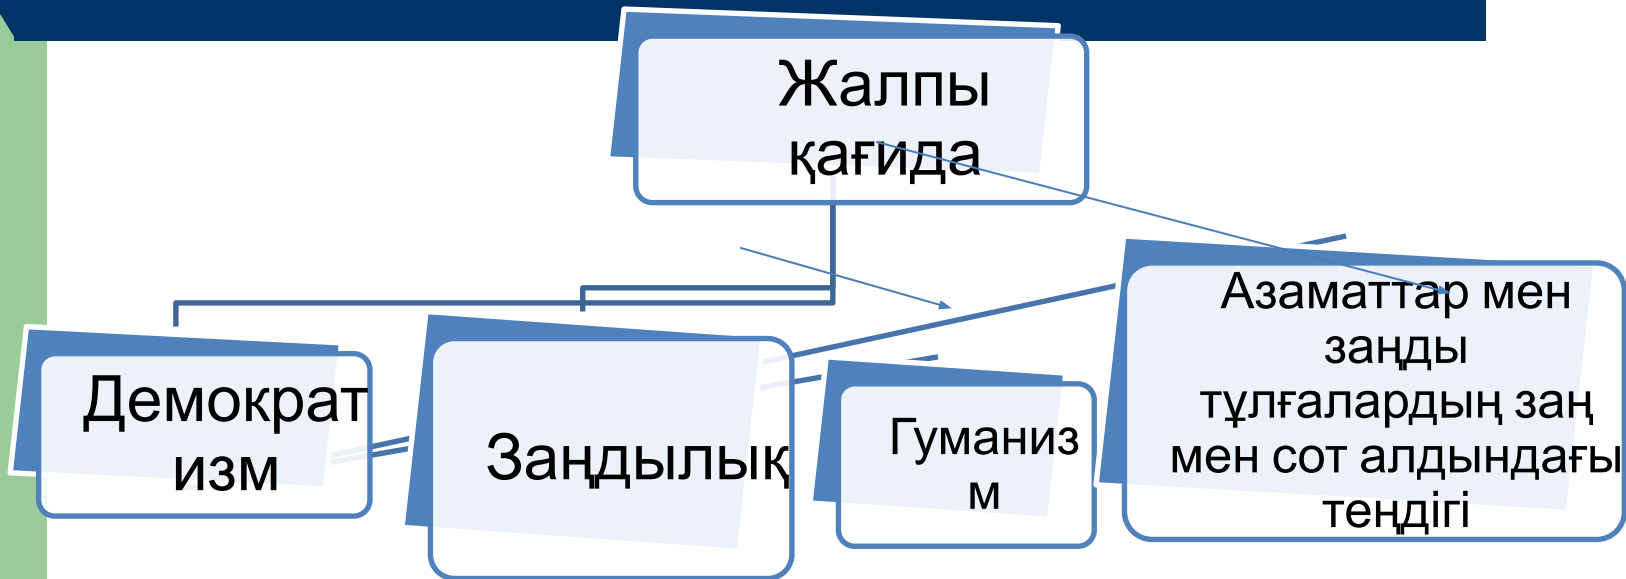 Жалпы
қағида
Демократ
изм
Заңдылық
Гуманиз
м
Азаматтар мен
заңды
тұлғалардың заң
мен сот алдындағы
теңдігі